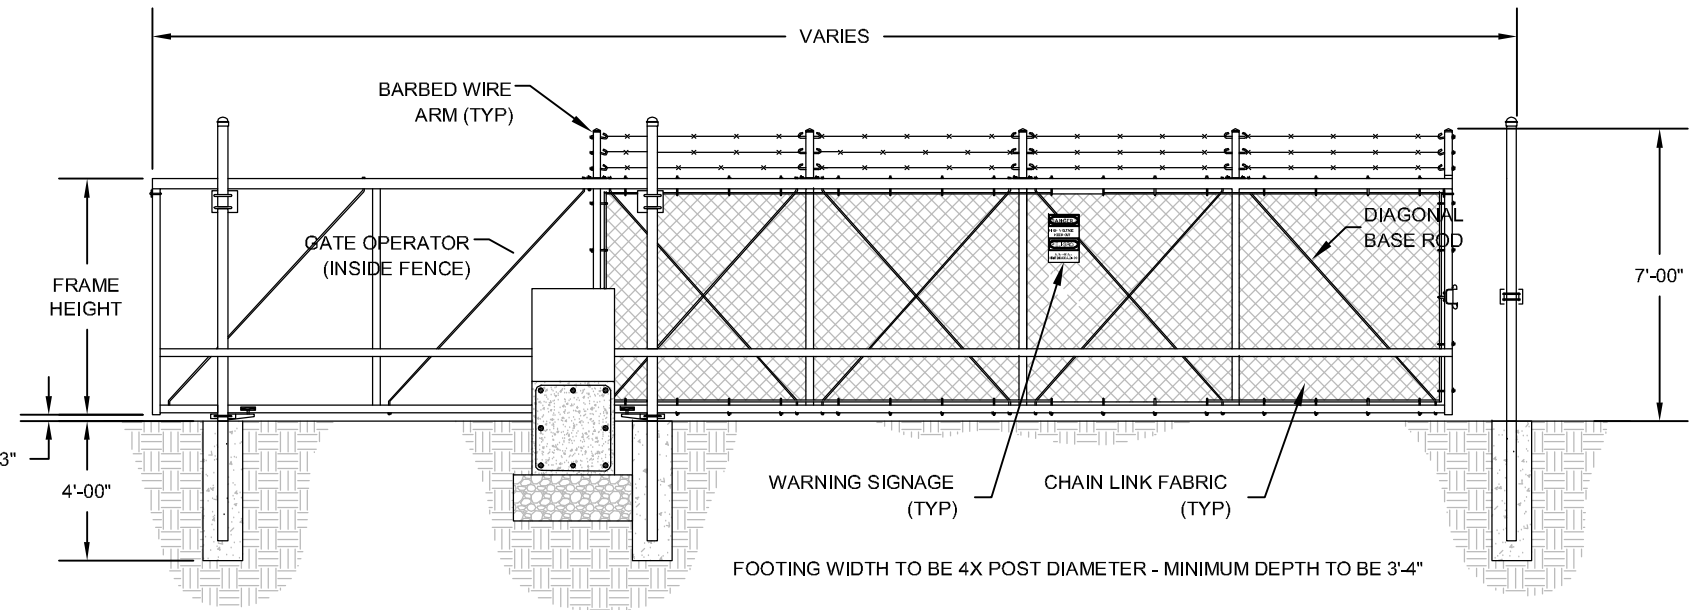 VARIES
BARBED WIRE
ARM (TYP)
GATE OPERATOR
(INSIDE FENCE)
DIAGONAL
BASE ROD
FRAME
HEIGHT
7'-00"
3"
4'-00"
WARNING SIGNAGE
(TYP)
CHAIN LINK FABRIC
(TYP)
FOOTING WIDTH TO BE 4X POST DIAMETER - MINIMUM DEPTH TO BE 3'-4"